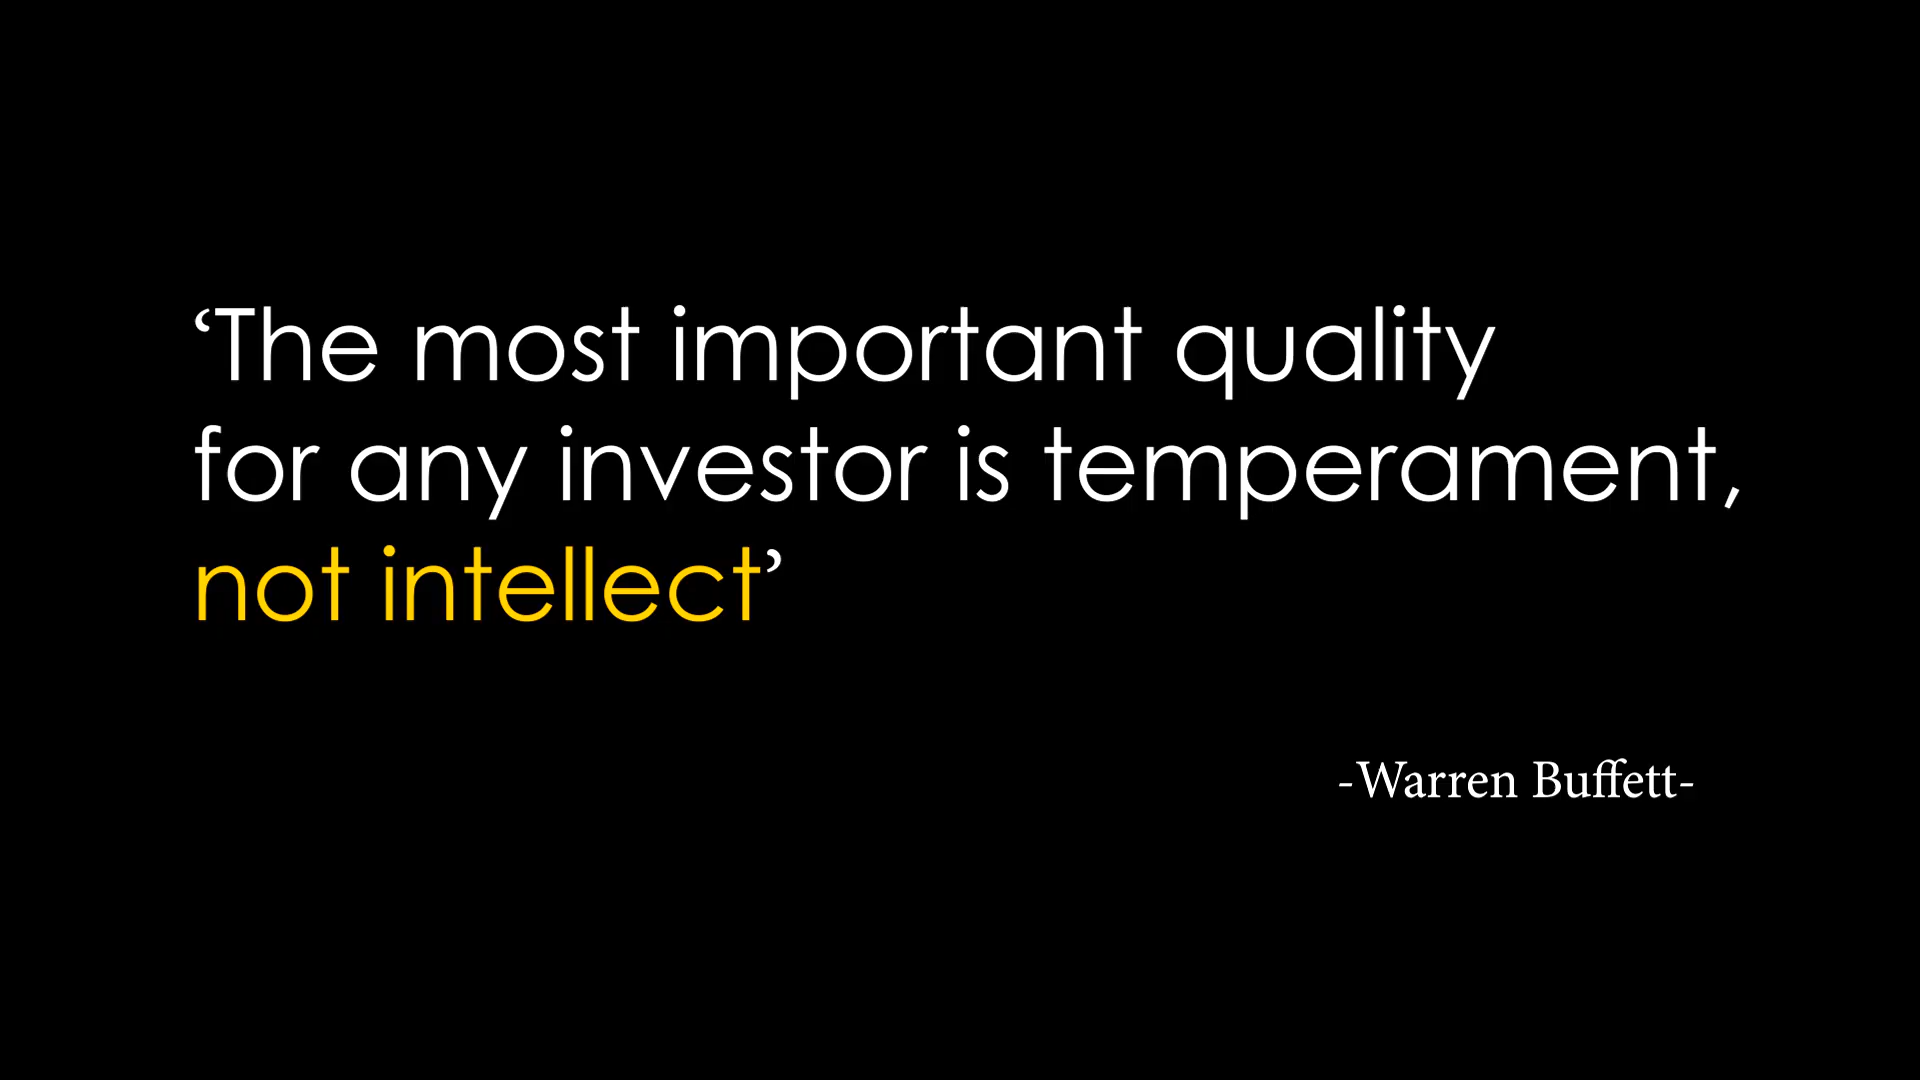 ‘The most important quality
for any investor is temperament,
not intellect’
-Warren Buffett-